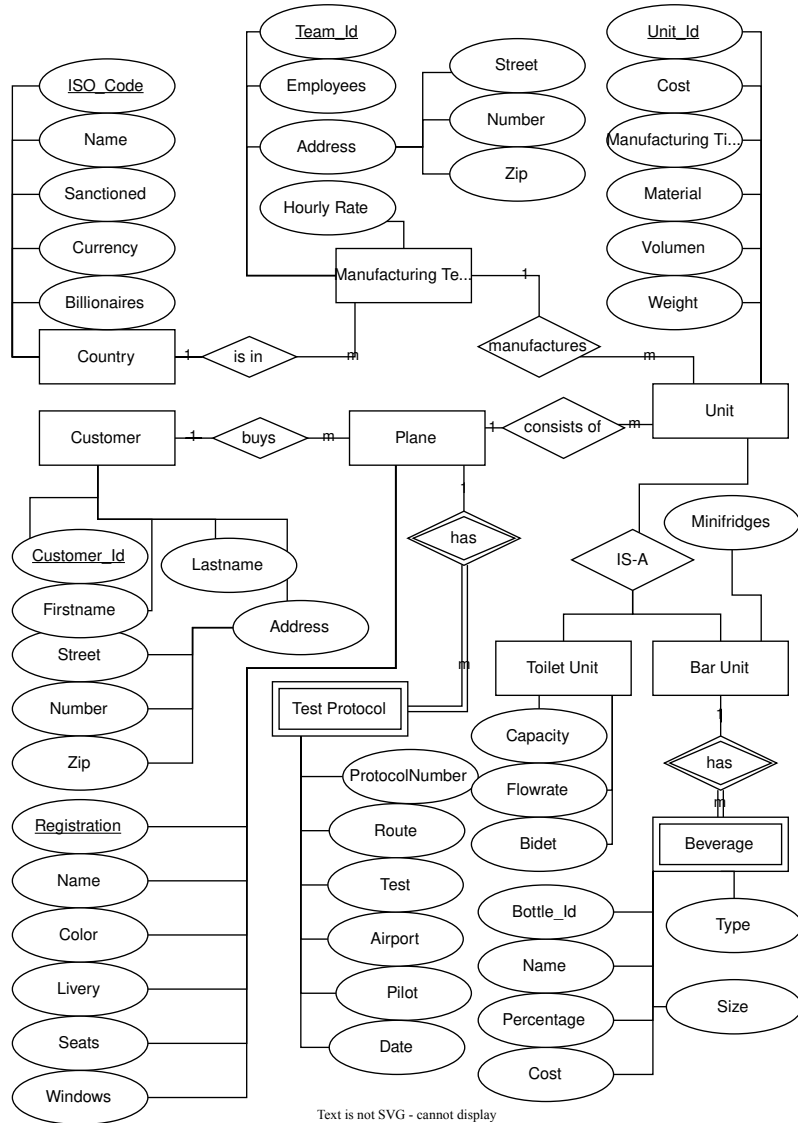 Team_Id
Unit_Id
ISO_Code
Employees
Street
Cost
Name
Address
Number
Manufacturing Ti...
Sanctioned
Zip
Material
Currency
Hourly Rate
Volumen
Billionaires
Manufacturing Te...
1
Weight
Country
1
is in
m
manufactures
m
Customer
1
buys
m
Plane
1
consists of
m
Unit
1
Minifridges
has
Customer_Id
Lastname
IS-A
Firstname
Address
Street
m
Toilet Unit
Bar Unit
Number
Test Protocol
1
Capacity
Zip
ProtocolNumber
Flowrate
has
m
Registration
Route
Bidet
Beverage
Name
Test
Bottle_Id
Type
Color
Airport
Name
Livery
Pilot
Percentage
Size
Seats
Date
Cost
Windows
Text is not SVG - cannot display